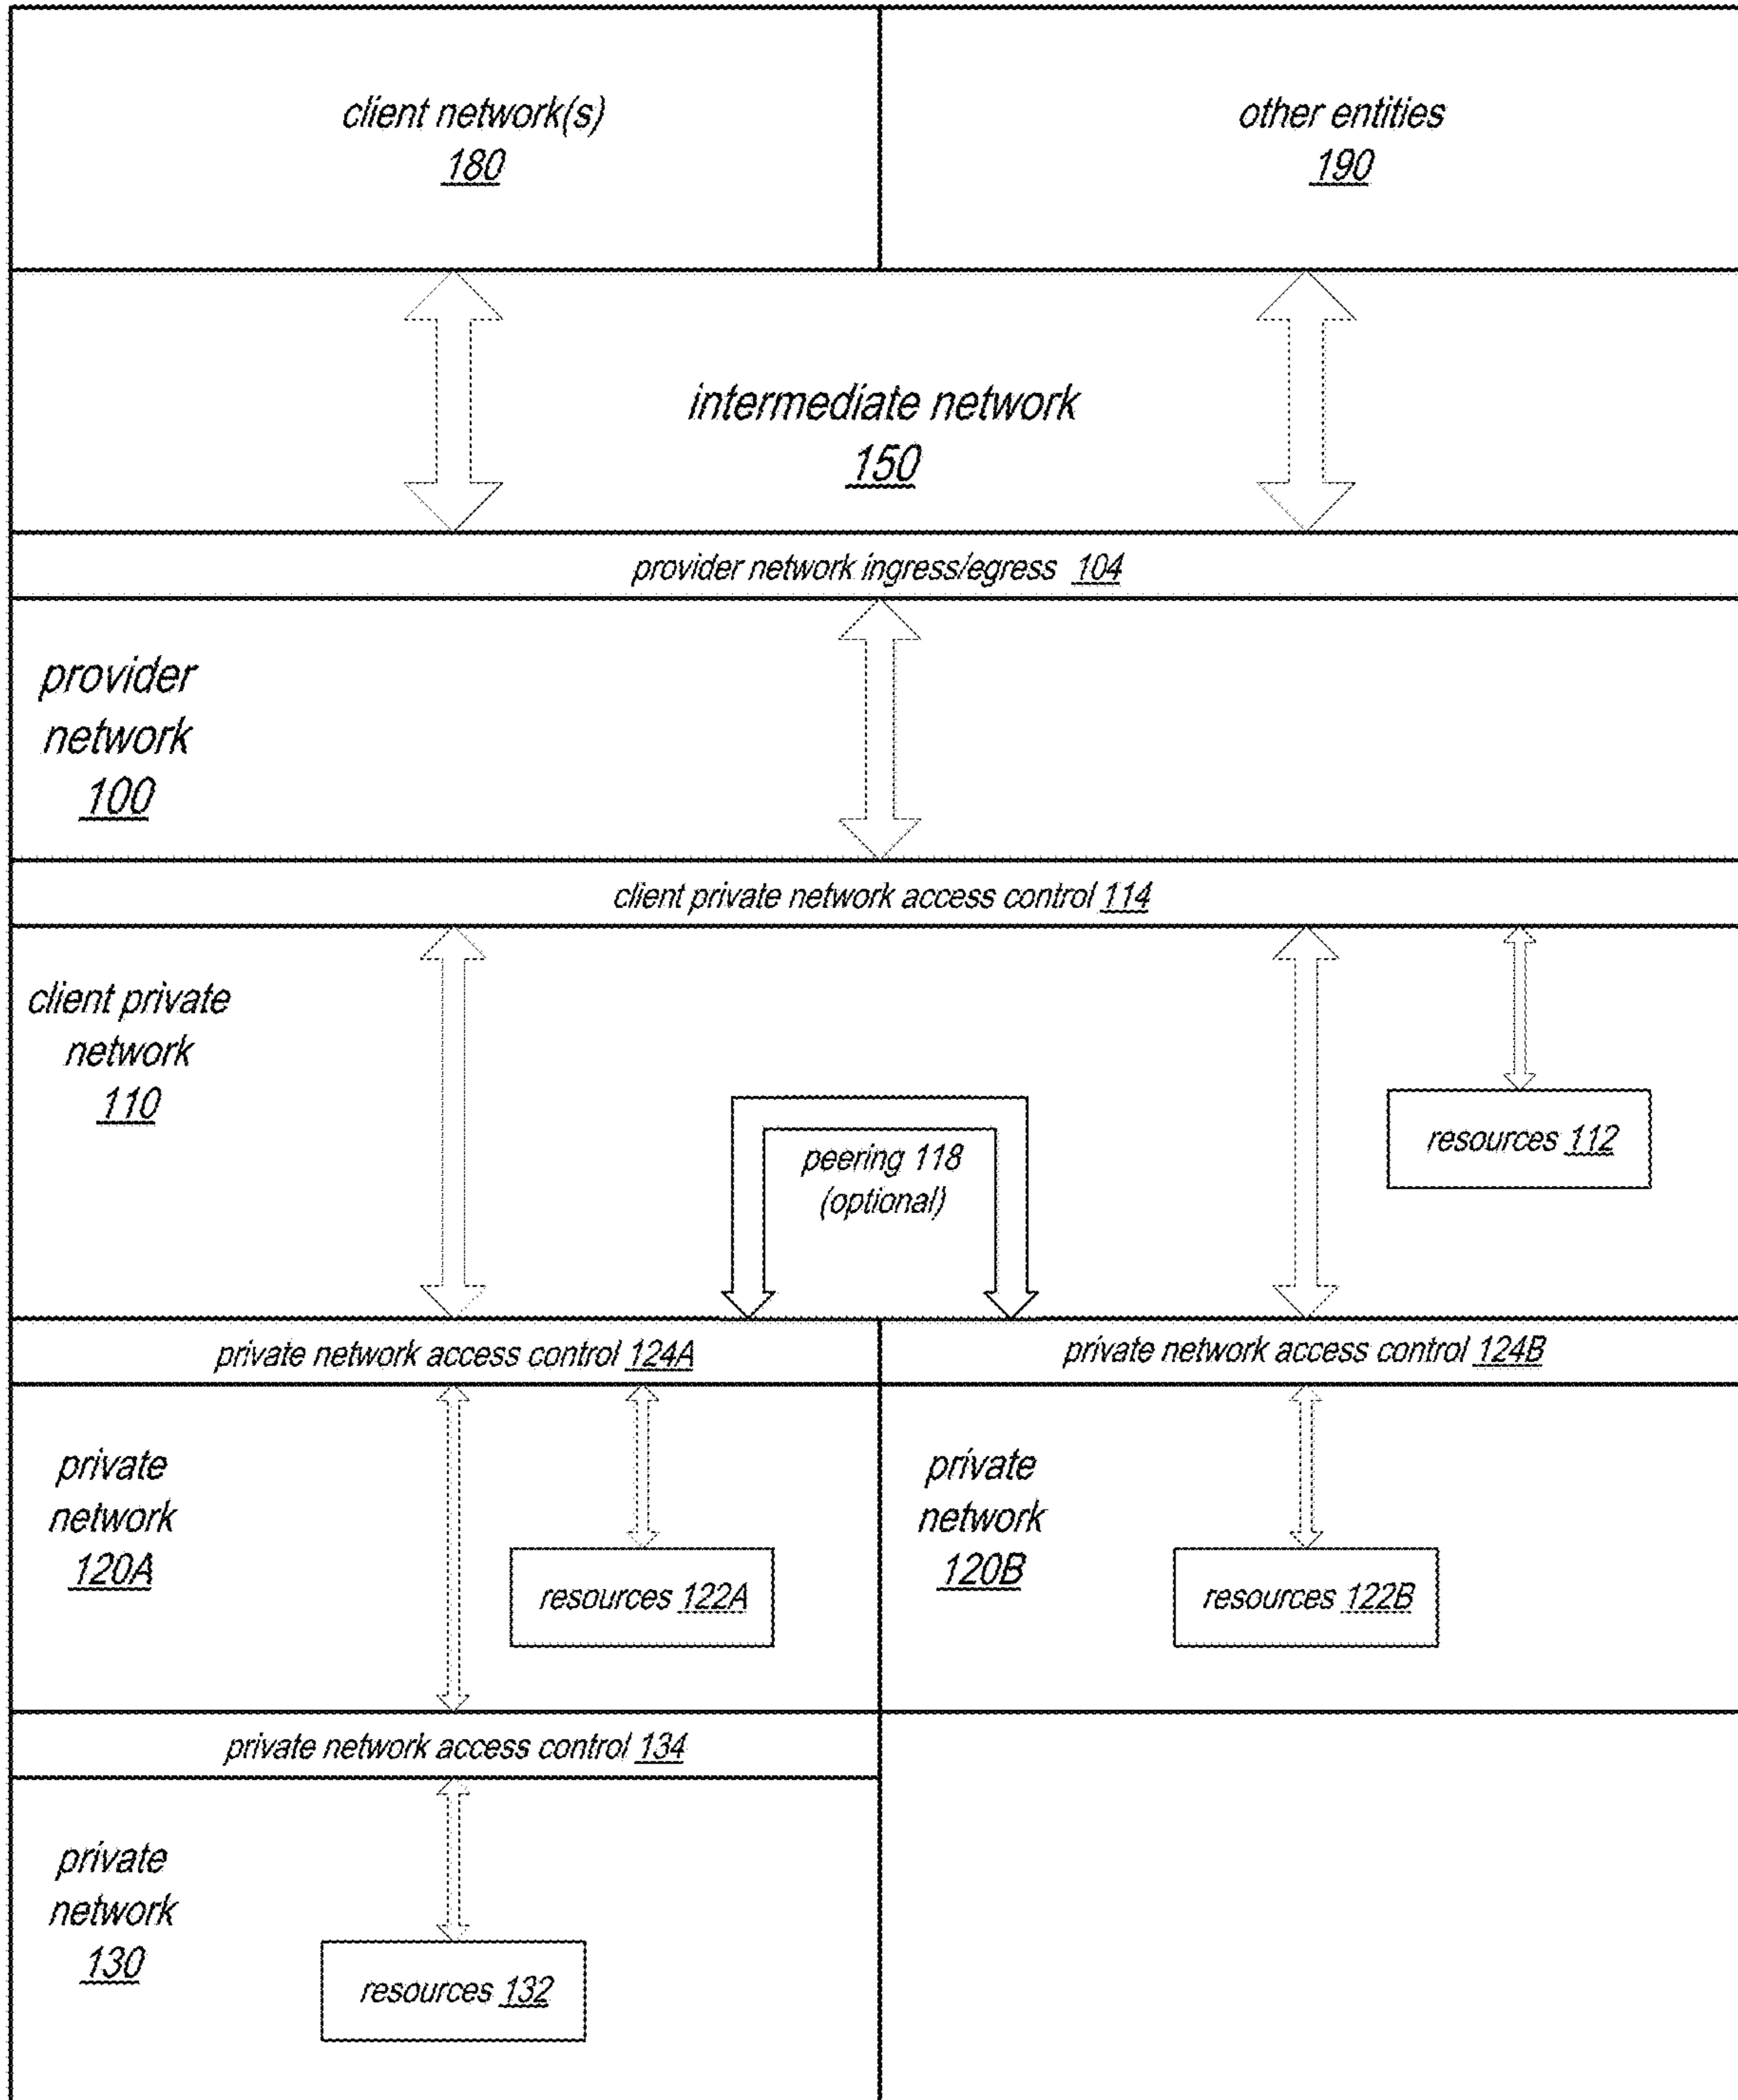 client network(s)
180
other entities
190
intermediate network
150
provider network ingress/egress 104
provider
network
100
client private network access control 114
client private
network
110
peering 118
(optional)
resources 112
private network access control 124A
private network access control 124B
private
network
120A
resources 122A
private
network
120B
resources 122B
private network access control 134
private
network
130
resources 132